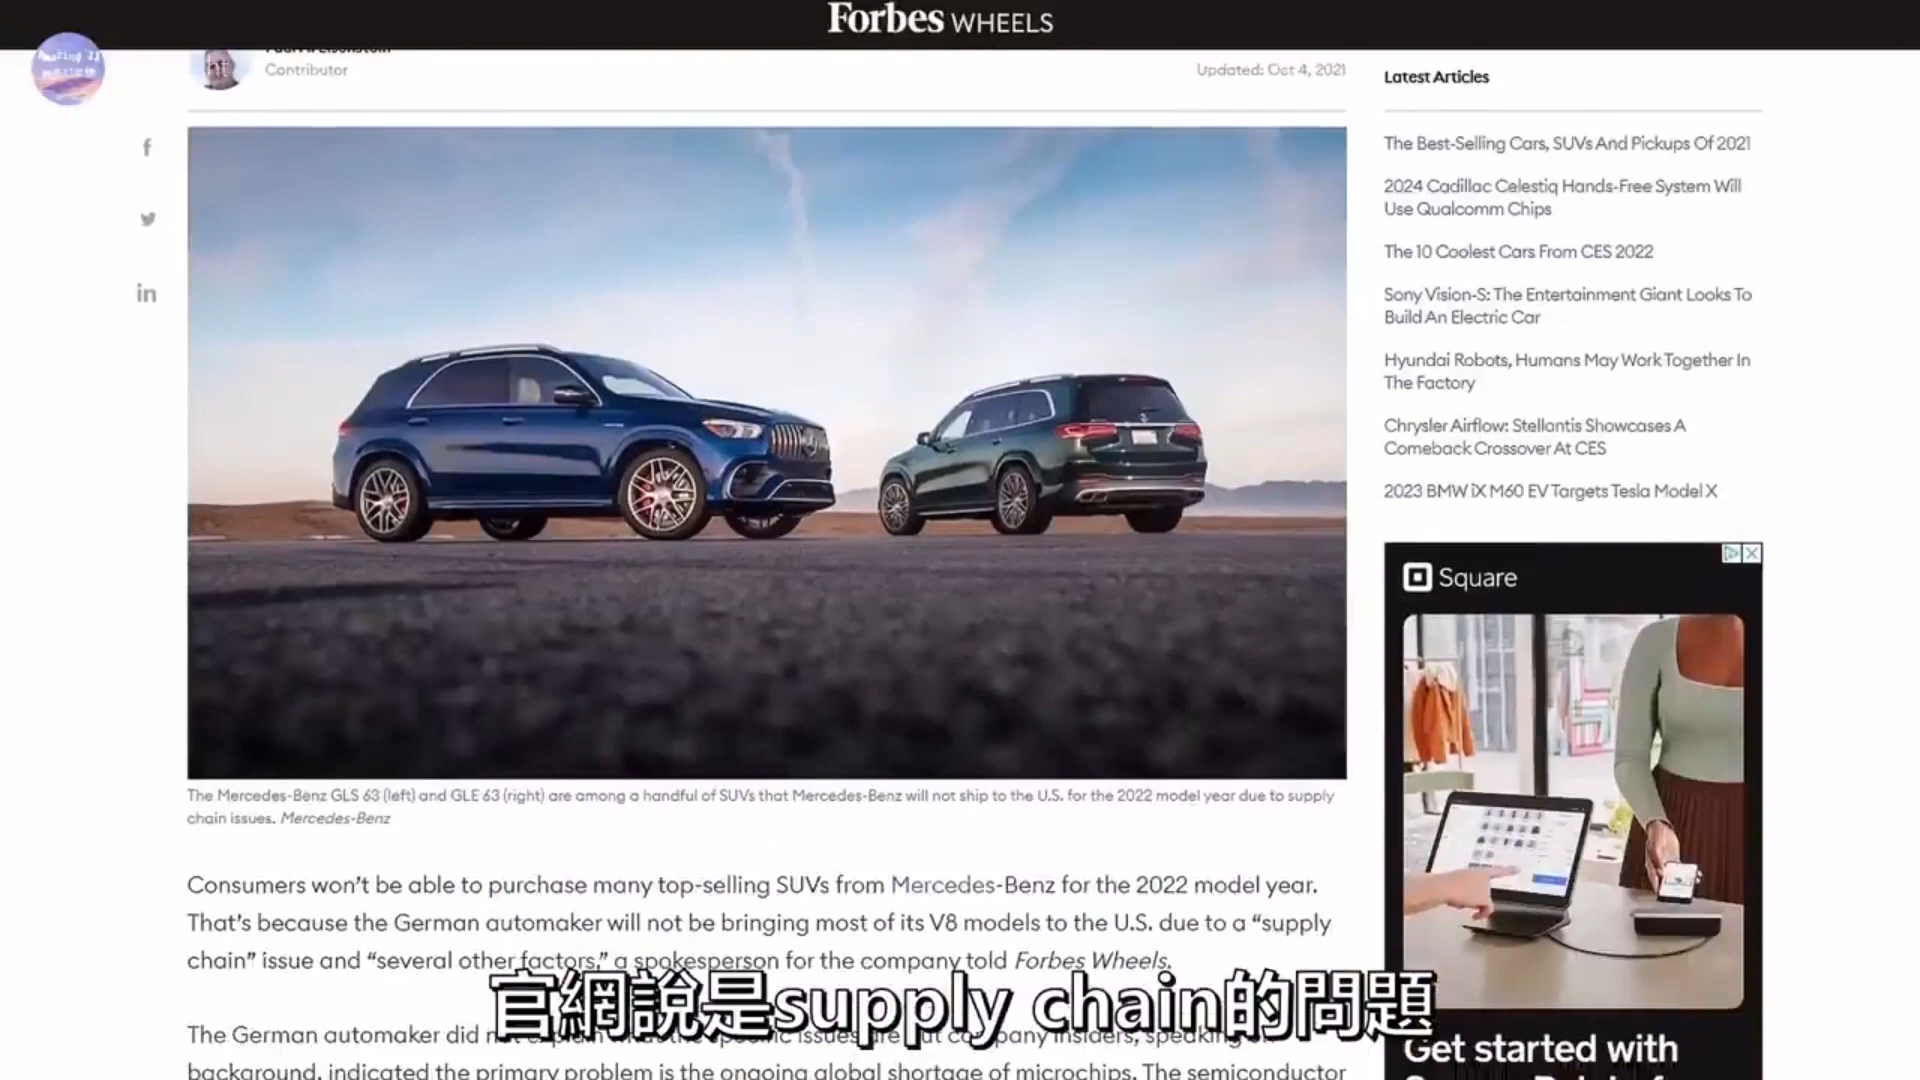 Forbes WHEELS
Contributor
Updated: Oct 4, 2021
The Mercedes-Benz GLS 63 (left) and GLE 63 (right) are among a handful of SUVs that Mercedes-Benz will not ship to the U.S. for the 2022 model year due to supply
chain issues. Mercedes-Benz
Consumers won’t be able to purchase many top-selling SUVs from Mercedes-Benz for the 2022 model year.
That’s because the German automaker will not be bringing most of its V8 models to the U.S. due to a “supply
chain” issue and “several other factors,” a spokesperson for the company told Forbes Wheels.
The German automaker did
issues
insiders, speaking
background, indicated the primary problem is the ongoing global shortage of microchips. The semiconductor
官網說是supply chain的問題
Latest Articles
The Best-Selling Cars, SUVs And Pickups Of 2021
2024 Cadillac Celestiq Hands-Free System Will
Use Qualcomm Chips
The 10 Coolest Cars From CES 2022
Sony Vision-S: The Entertainment Giant Looks To
Build An Electric Car
Hyundai Robots, Humans May Work Together In
The Factory
Chrysler Airflow: Stellantis Showcases A
Comeback Crossover At CES
2023 BMW iX M60 EV Targets Tesla Model X
Square
Get started with